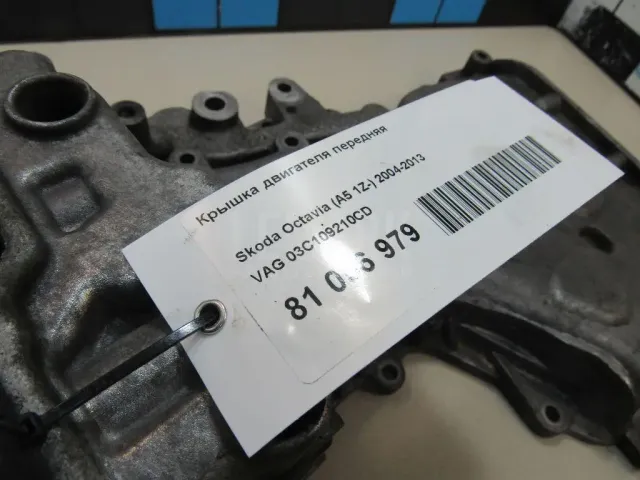 Крышка двигателя передняя
Skoda Octavia (A5 1Z-) 2004-2013
VAG 03C109210CD
81 979